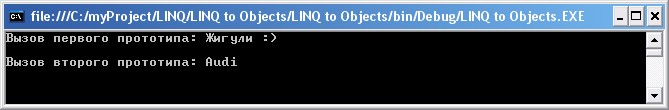 file:///C:/myProject/LINQ/LINQ to Objects/LINQ to Objects/bin/Debug/LINQ to Objects.EXE
Вызов первого прототипа: Жигули :)
Вызов второго прототипа: Audi